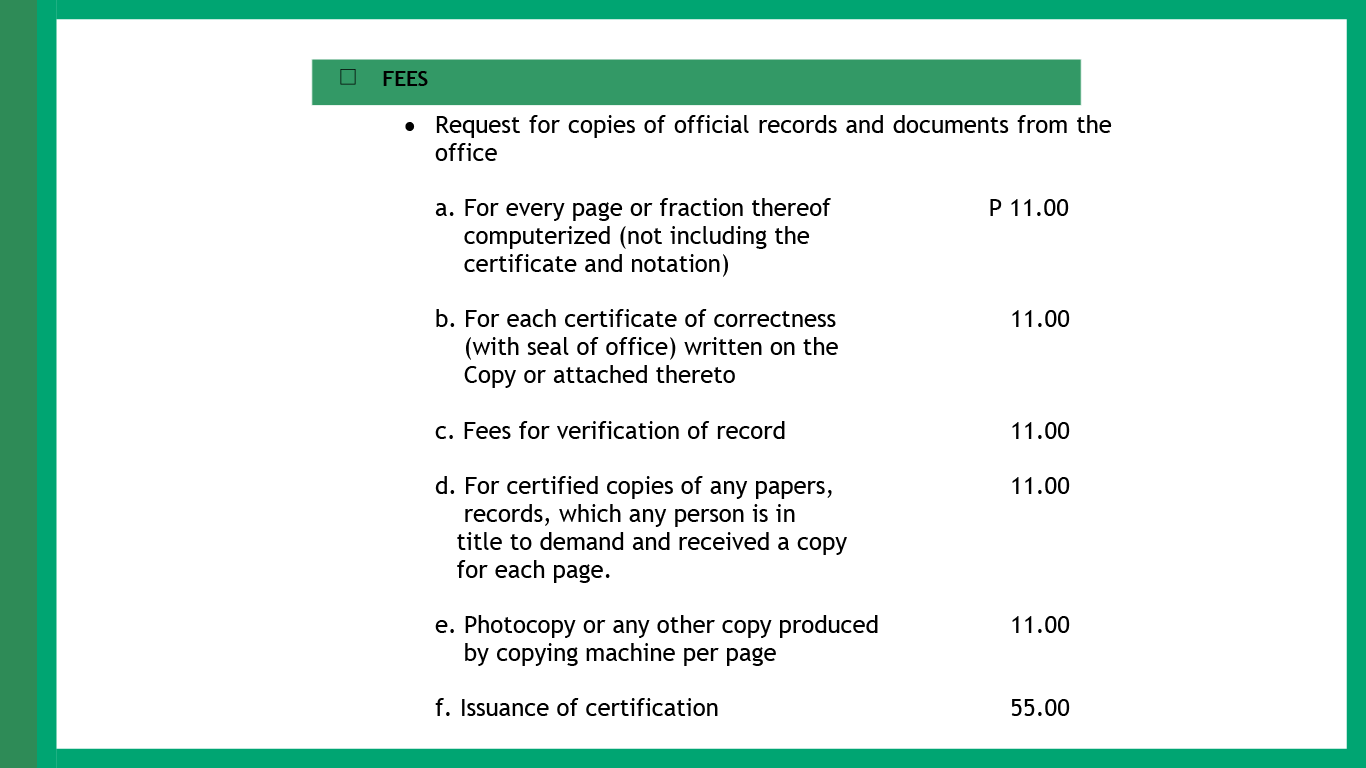 ☐ FEES
• Request for copies of official records and documents from the
office
a. For every page or fraction thereof P 11.00
computerized (not including the
certificate and notation)
b. For each certificate of correctness 11.00
(with seal of office) written on the
Copy or attached thereto
c. Fees for verification of record 11.00
d. For certified copies of any papers, 11.00
records, which any person is in
title to demand and received a copy
for each page.
e. Photocopy or any other copy produced 11.00
by copying machine per page
f. Issuance of certification 55.00